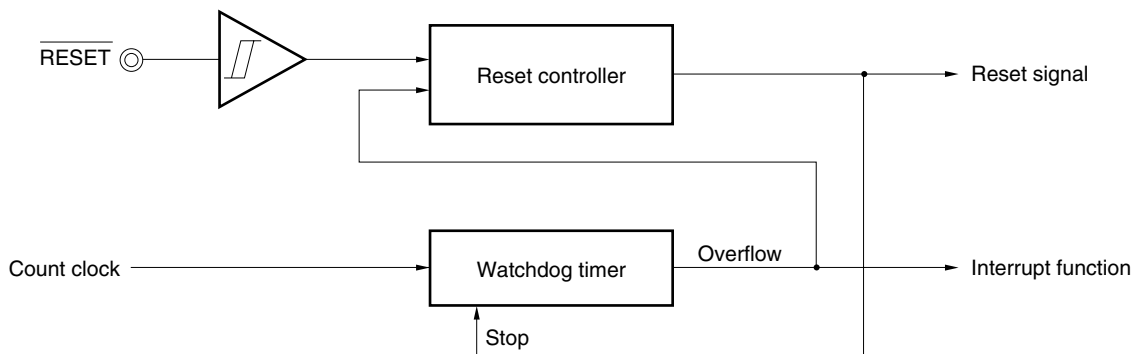 RESET
Reset controller
Reset signal
Count clock
Watchdog timer
Overflow
Interrupt function
Stop